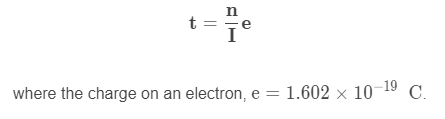 t = n/I e
where the charge on an electron, e = 1.602 × 10⁻¹⁹ C.